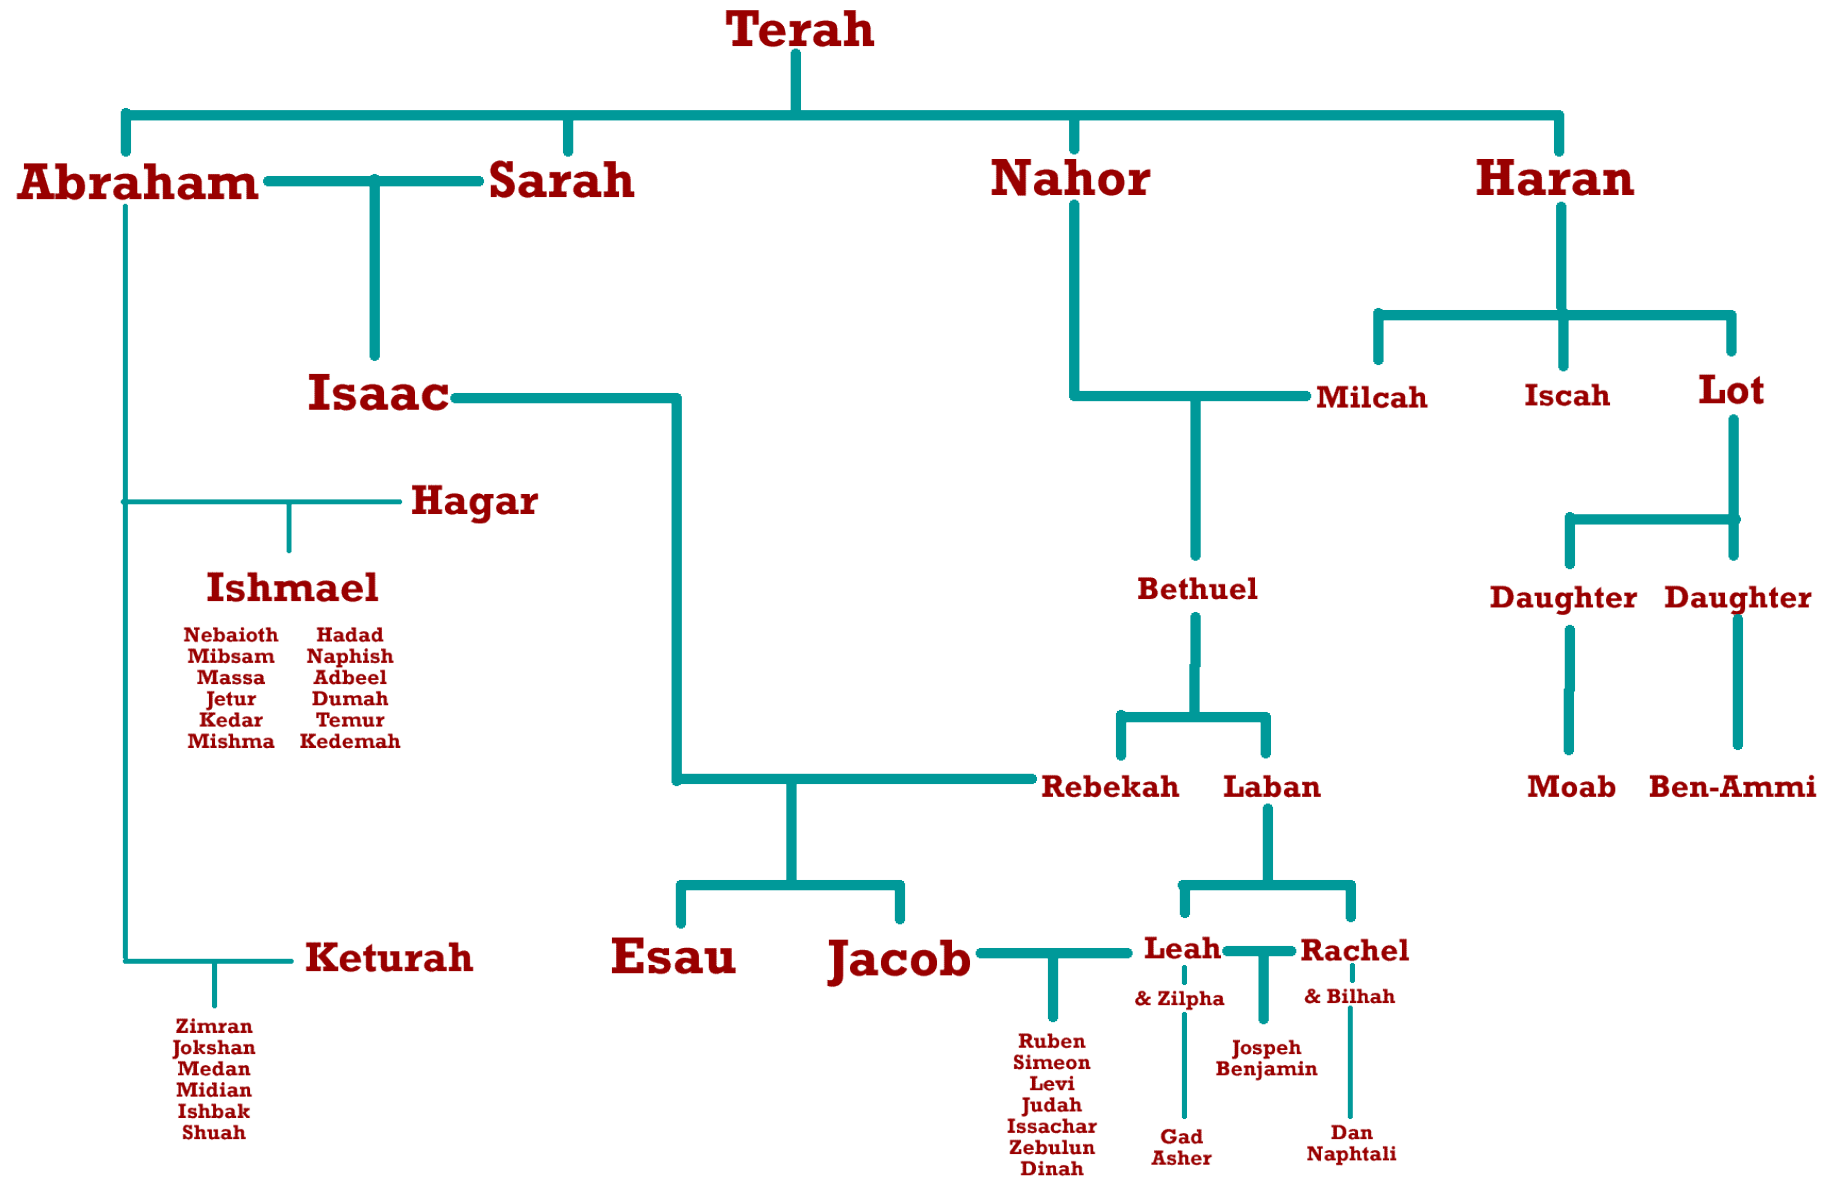 Terah
Abraham
Sarah
Nahor
Haran
Isaac
Milcah
Iscah
Lot
Hagar
Ishmael
Nebaioth Hadad
Mibsam Naphish
Massa Adbeel
Jetur Dumah
Kedar Temur
Mishma Kedemah
Bethuel
Daughter
Daughter
Rebekah
Laban
Moab
Ben-Ammi
Keturah
Zimran
Jokshan
Medan
Midian
Ishbak
Shuah
Esau
Jacob
Leah
& Zilpha
Rachel
& Bilhah
Ruben
Simeon
Levi
Judah
Issachar
Zebulun
Dinah
Jospeh
Benjamin
Gad
Asher
Dan
Naphtali